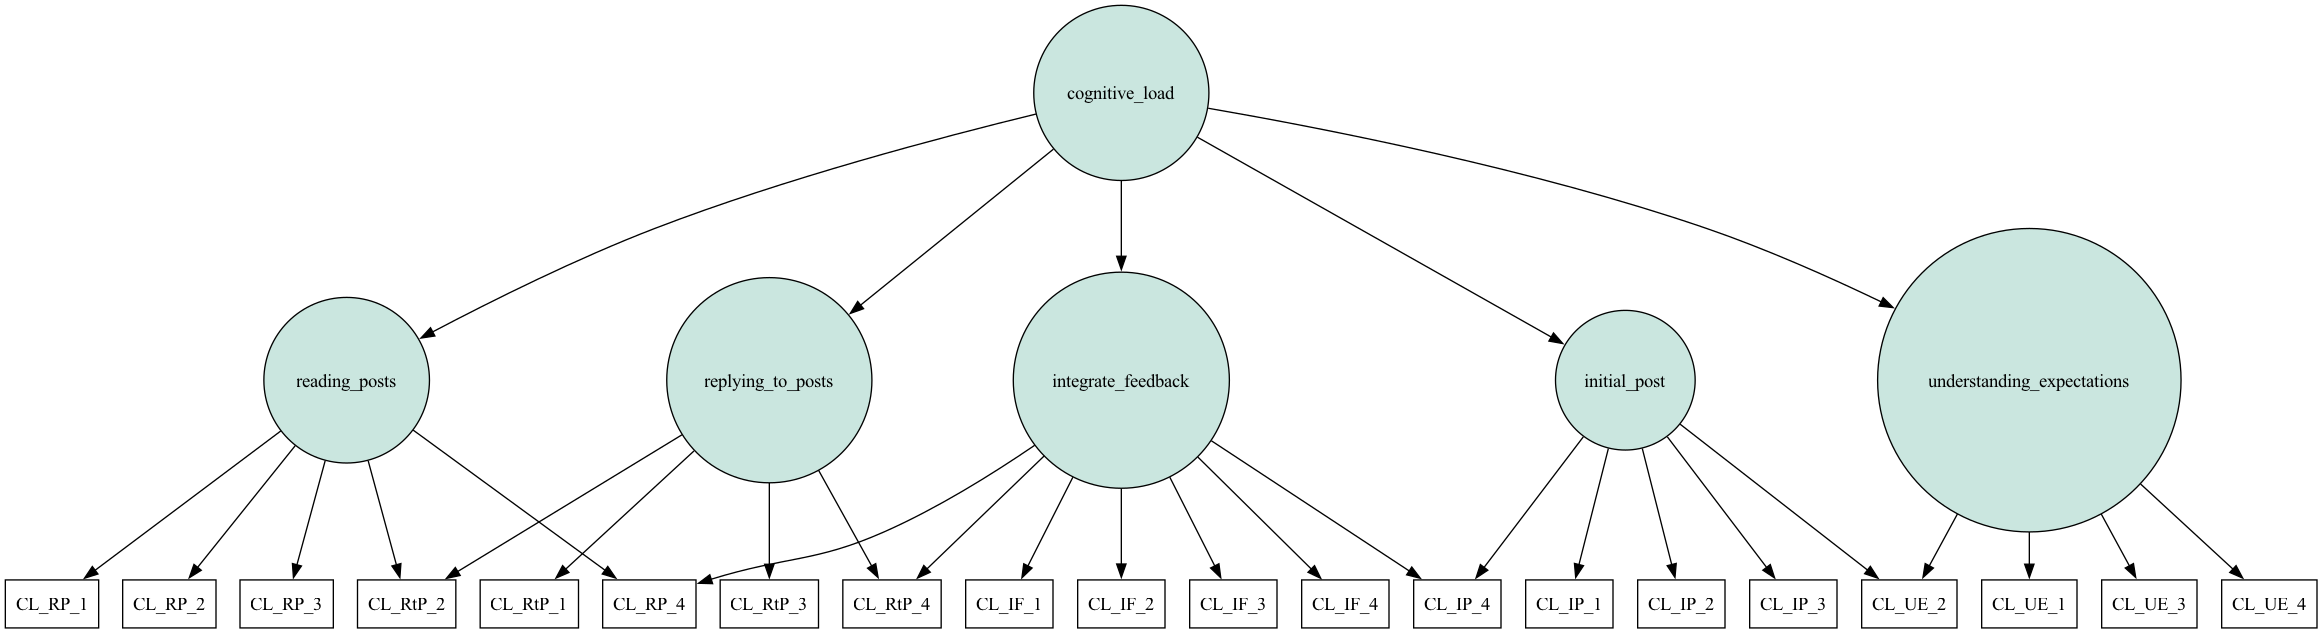 cognitive_load
reading_posts
replying_to_posts
integrate_feedback
initial_post
understanding_expectations
CL_RP_1
CL_RP_2
CL_RP_3
CL_RtP_2
CL_RtP_1
CL_RP_4
CL_RtP_3
CL_RtP_4
CL_IF_1
CL_IF_2
CL_IF_3
CL_IF_4
CL_IP_4
CL_IP_1
CL_IP_2
CL_IP_3
CL_UE_2
CL_UE_1
CL_UE_3
CL_UE_4